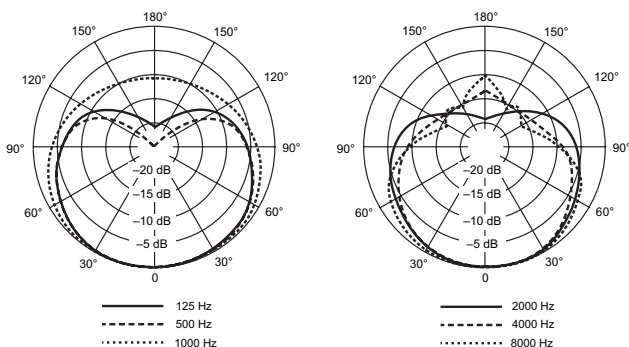 180°
150° 150°
120° 120°
90° 90°
–20 dB
–15 dB
–10 dB
60° 60°
–5 dB
30° 30°
0
125 Hz
500 Hz
1000 Hz
180°
150° 150°
120° 120°
90° 90°
–20 dB
–15 dB
–10 dB
60° 60°
–5 dB
30° 30°
0
2000 Hz
4000 Hz
8000 Hz